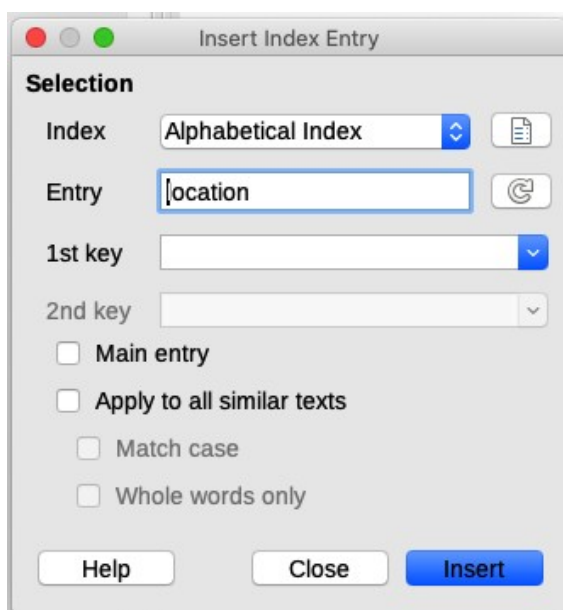 Insert Index Entry
Selection
Index Alphabetical Index
Entry location
1st key
2nd key
Main entry
Apply to all similar texts
Match case
Whole words only
Help Close Insert